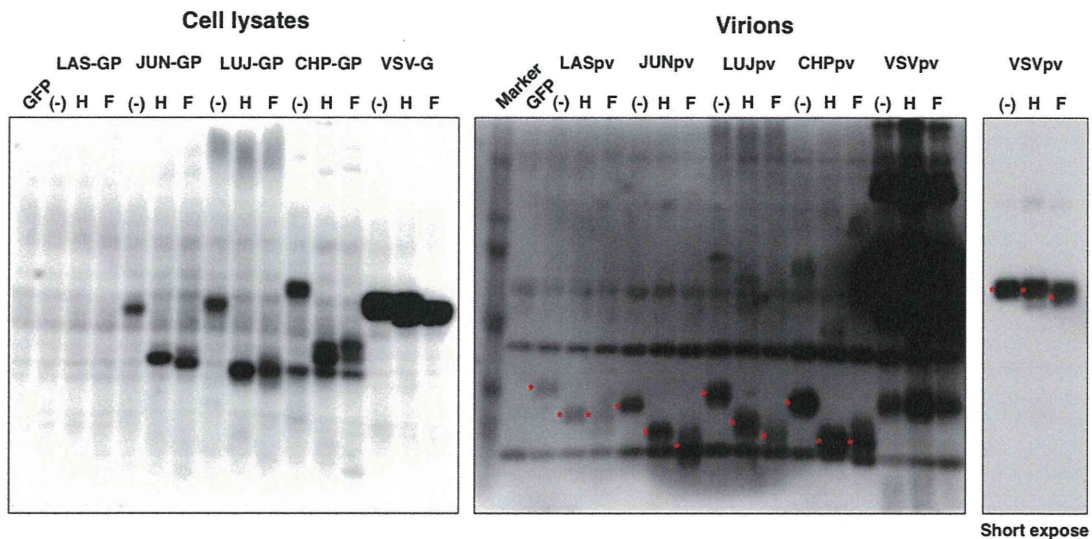 Cell lysates
Virions
LAS-GP JUN-GP LUJ-GP CHP-GP VSV-G
GFP (-) H F (-) H F (-) H F (-) H F (-) H F
LASpv JUNpv LUJpv CHPpv VSVpv
Marker GFP (-) H F (-) H F (-) H F (-) H F (-) H F
VSVpv
(-) H F
Short expose